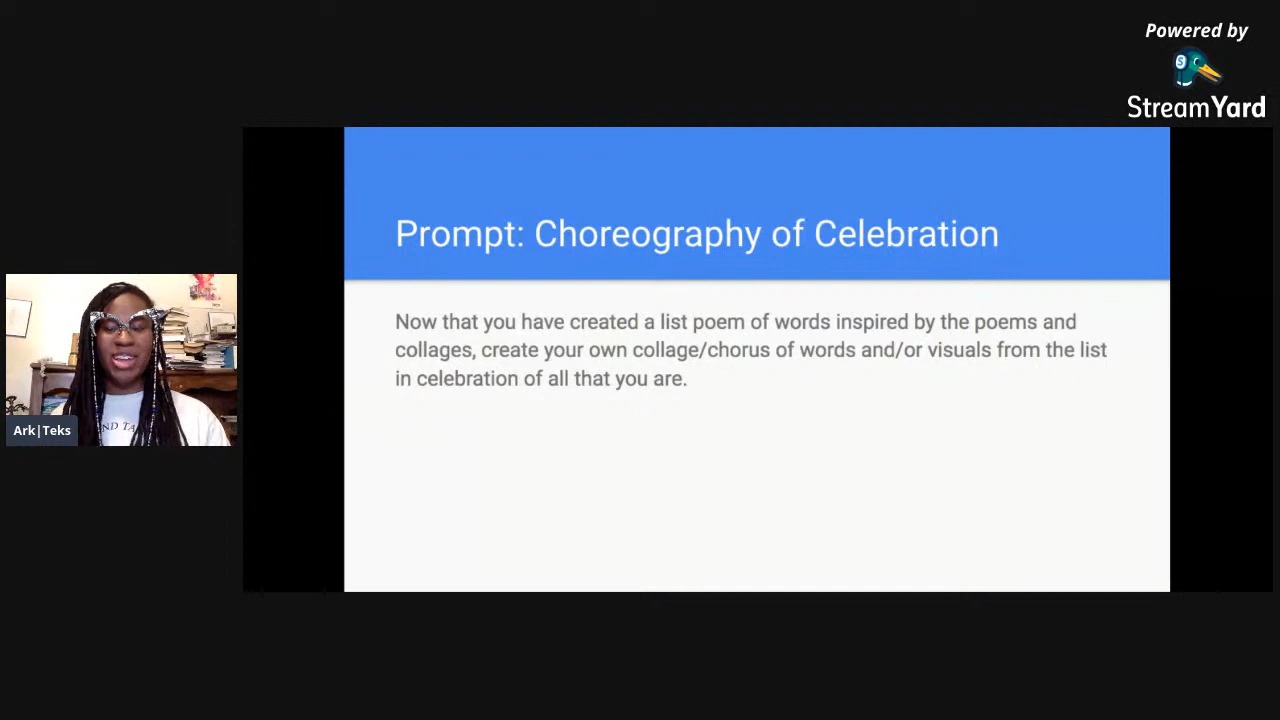 Powered by
StreamYard
Prompt: Choreography of Celebration
Now that you have created a list poem of words inspired by the poems and
collages, create your own collage/chorus of words and/or visuals from the list
in celebration of all that you are.
ND TA
Ark|Teks